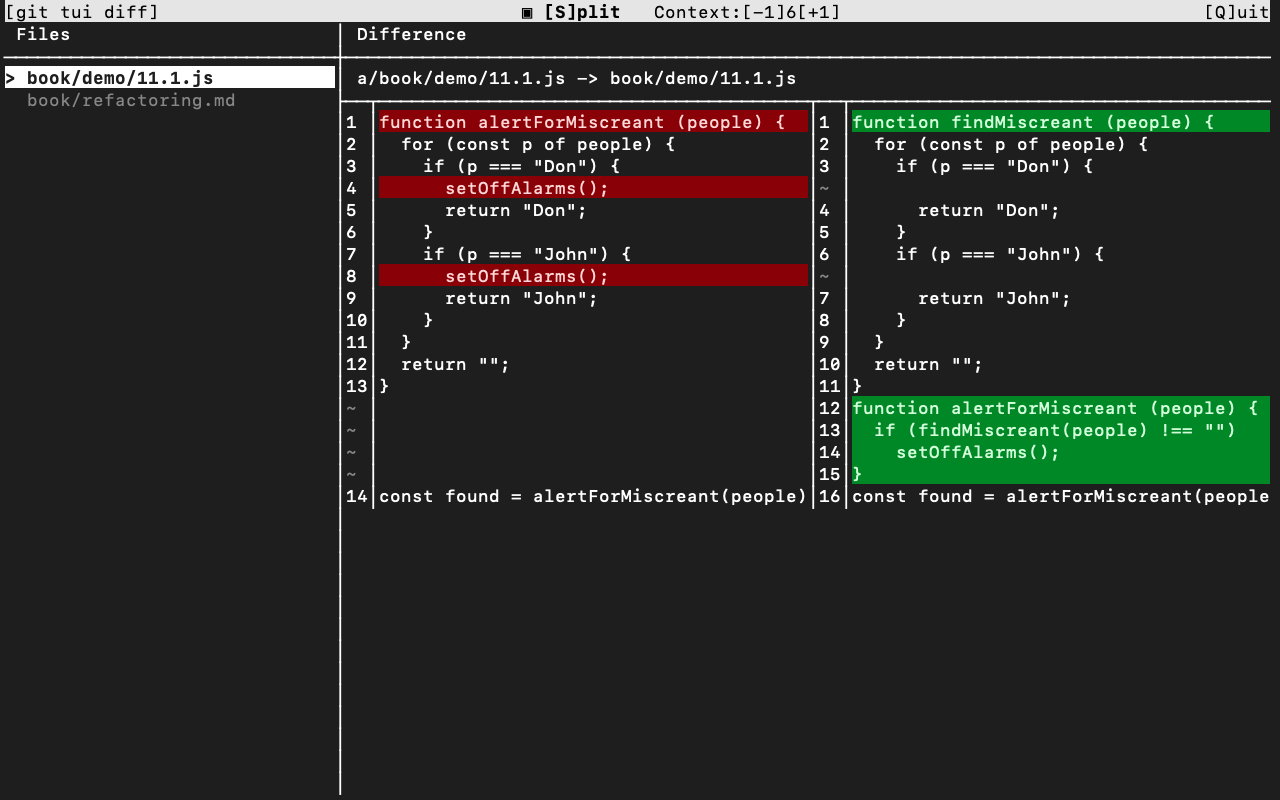 [git tui diff] ▣ [S]plit Context:[−1]6[+1] [Q]uit
Files
> book/demo/11.1.js
book/refactoring.md
Difference
a/book/demo/11.1.js —> book/demo/11.1.js
1 function alertForMiscreant (people) {
2   for (const p of people) {
3     if (p === "Don") {
4       setOffAlarms();
5       return "Don";
6     }
7     if (p === "John") {
8       setOffAlarms();
9       return "John";
10     }
11   }
12   return "";
13 }
~
~
~
~
14 const found = alertForMiscreant(people)
1 function findMiscreant (people) {
2   for (const p of people) {
3     if (p === "Don") {
~
4       return "Don";
5     }
6     if (p === "John") {
~
7       return "John";
8     }
9   }
10   return "";
11 }
12 function alertForMiscreant (people) {
13   if (findMiscreant(people) !== "")
14     setOffAlarms();
15 }
16 const found = alertForMiscreant(people